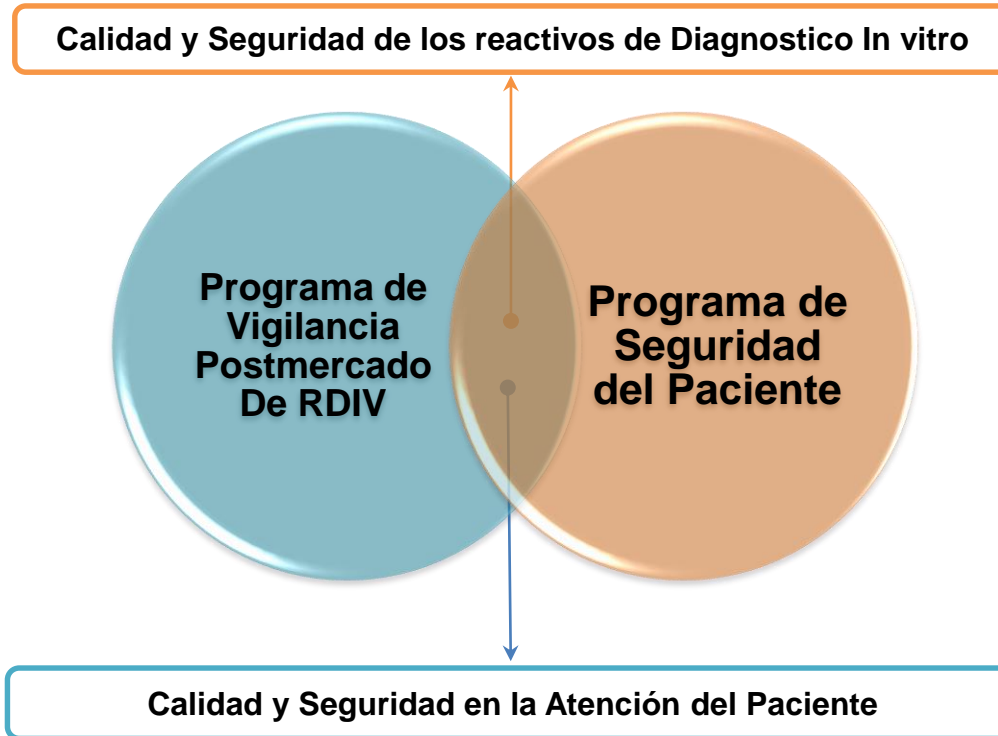 Calidad y Seguridad de los reactivos de Diagnostico In vitro
Programa de
Vigilancia
Postmercado
De RDIV
Programa de
Seguridad
del Paciente
Calidad y Seguridad en la Atención del Paciente